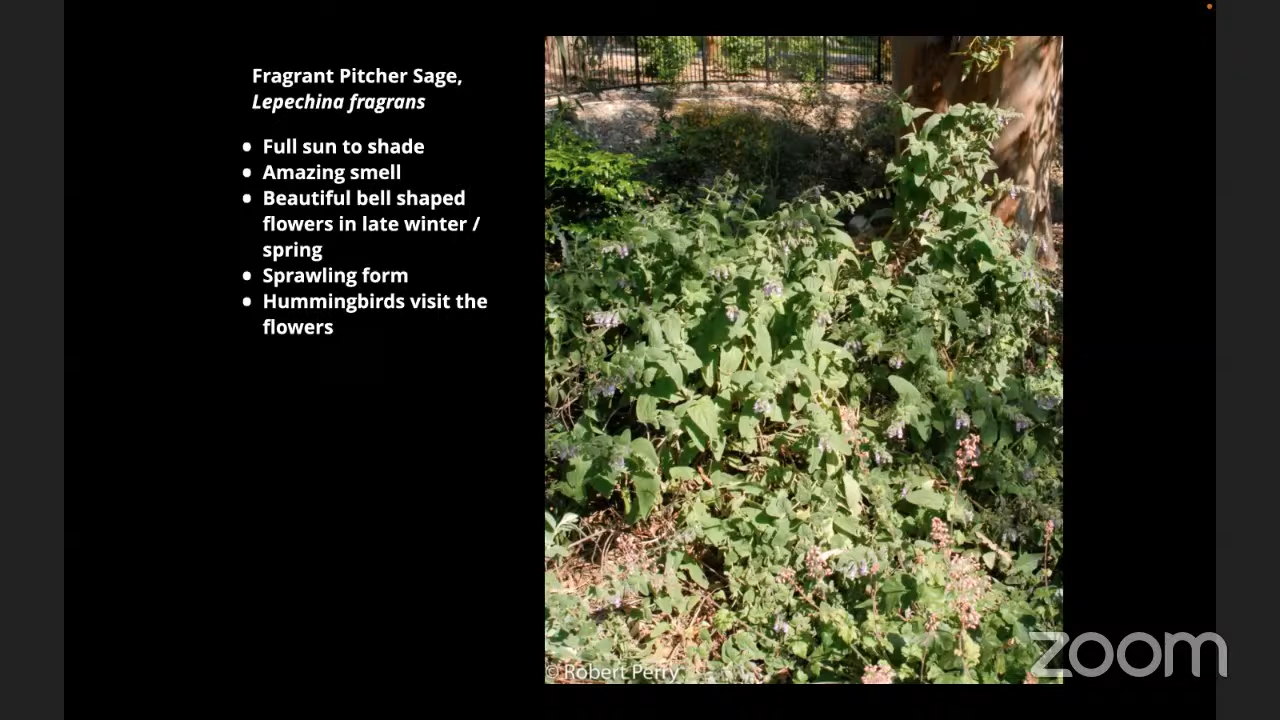 Fragrant Pitcher Sage,
Lepechina fragrans
• Full sun to shade
• Amazing smell
• Beautiful bell shaped
flowers in late winter /
spring
• Sprawling form
• Hummingbirds visit the
flowers
© Robert Perry
zoom